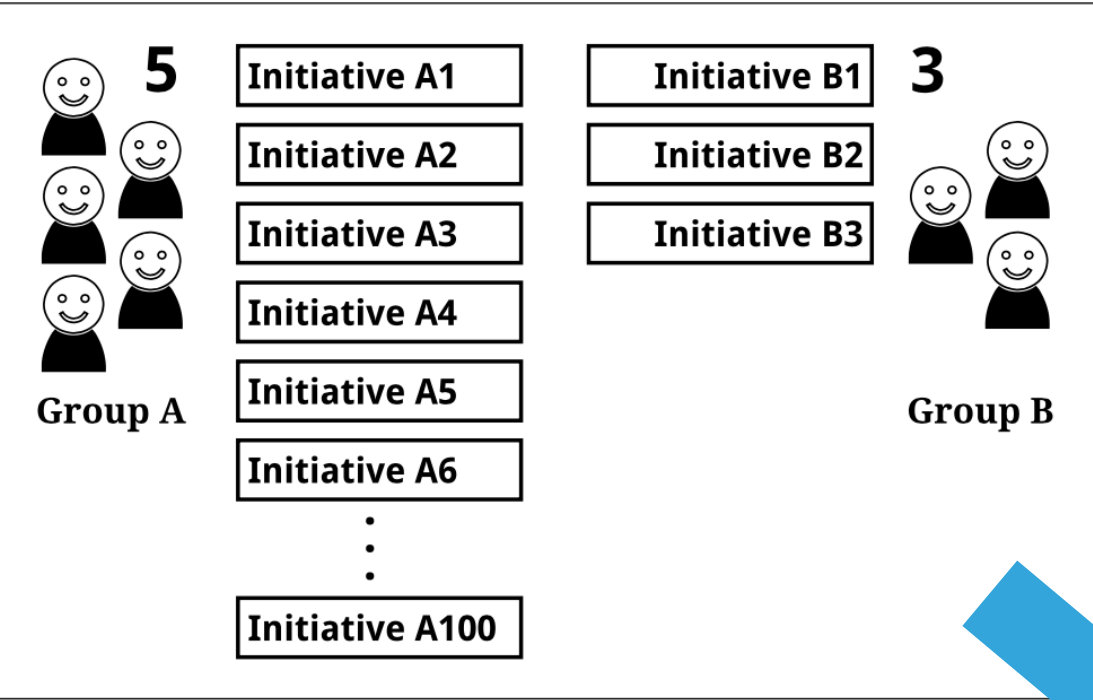 5
Initiative A1
Initiative B1
3
Initiative A2
Initiative B2
Initiative A3
Initiative B3
Initiative A4
Initiative A5
Group A
Group B
Initiative A6
Initiative A100